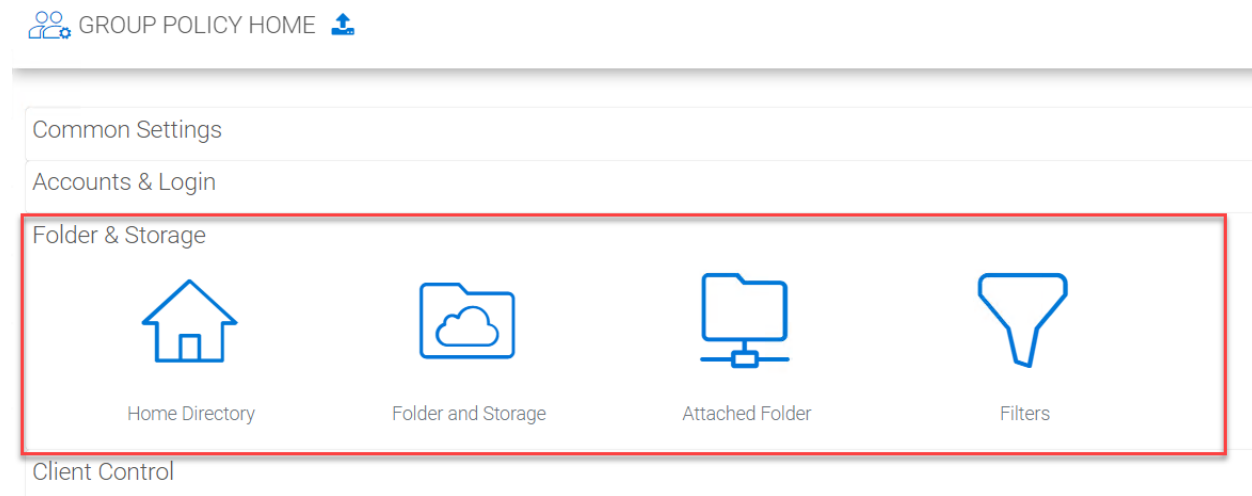 GROUP POLICY HOME
Common Settings
Accounts & Login
Folder & Storage
Home Directory Folder and Storage Attached Folder Filters
Client Control